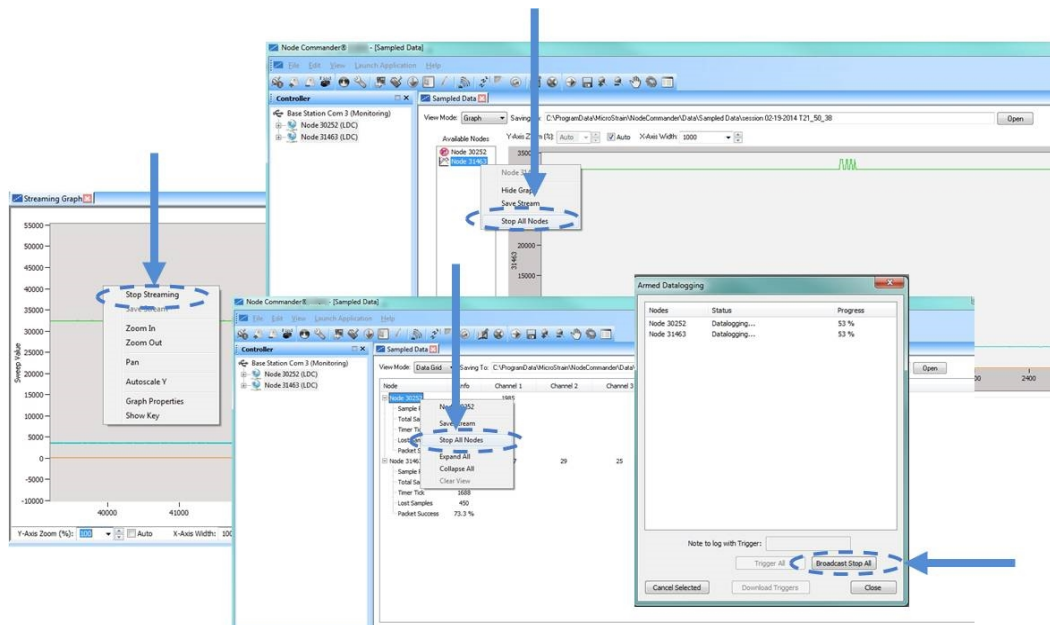 Node Commander® - [Sampled Data]
File Edit View Launch Application Help
Controller
Base Station Com 3 (Monitoring)
Node 30252 (LDC)
Node 31463 (LDC)
Sampled Data
View Mode: Graph Saving C:\ProgramData\MicroStrain\NodeCommander\Data\Sampled Data\session 02-19-2014 T21_50_38 Open
Available Nodes Y-Axis Zoom (%): Auto Auto X-Axis Width: 1000
Node 30252
Node 31463
Hide Graph
Save Stream
Stop All Nodes
20000
15000
31463
2400
Streaming Graph
55000
50000
45000
40000
35000
30000
25000
20000
15000
10000
5000
0
-5000
-10000
Sweep Value
40000 41000
Stop Streaming
Save Stream
Zoom In
Zoom Out
Pan
Autoscale Y
Graph Properties
Show Key
Y-Axis Zoom (%): 100 Auto X-Axis Width:
Node Commander® - [Sampled Data]
File Edit View Launch Application Help
Controller
Base Station Com 3 (Monitoring)
Node 30252 (LDC)
Node 31463 (LDC)
Sampled Data
View Mode: Data Grid Saving To: C:\ProgramData\MicroStrain\NodeCommander\Data\ Open
Node Info Channel 1 Channel 2 Channel 3
Node 30252 1985
Save Stream
Stop All Nodes
Expand All
Collapse All
Clear View
29 25
Timer Tick 1688
Lost Samples 450
Packet Success 73.3 %
Armed Datalogging
Nodes Status Progress
Node 30252 Datalogging... 53 %
Node 31463 Datalogging... 53 %
Note to log with Trigger:
Trigger All Broadcast Stop All
Cancel Selected Download Triggers Close